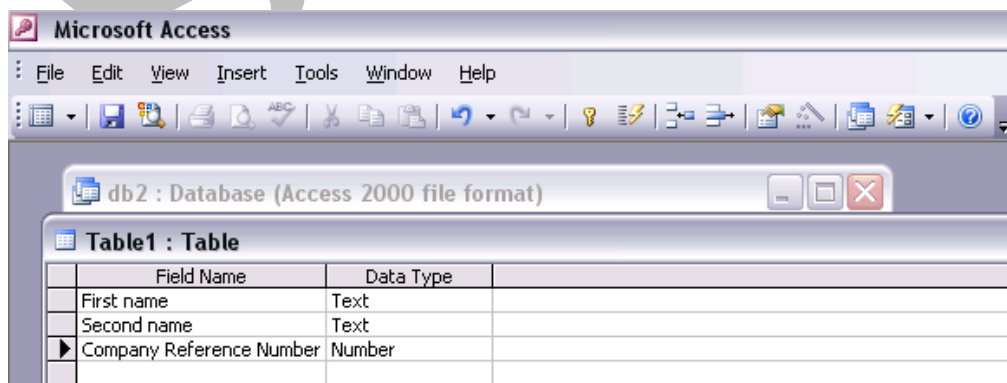 Microsoft Access
File Edit View Insert Tools Window Help
ABC
db2 : Database (Access 2000 file format)
Table1 : Table
Field Name Data Type
First name Text
Second name Text
Company Reference Number Number